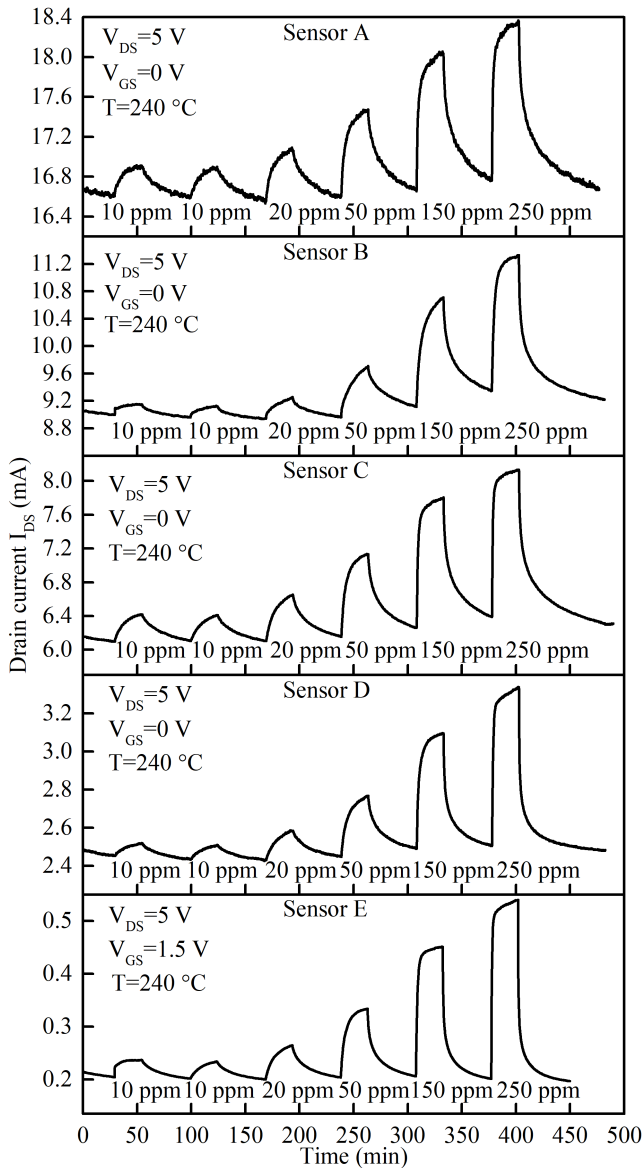 Drain current I_DS (mA)
18.4
18.0
17.6
17.2
16.8
16.4
Sensor A
V_DS=5 V
V_GS=0 V
T=240 °C
10 ppm 10 ppm 20 ppm 50 ppm 150 ppm 250 ppm
11.2
10.8
10.4
10.0
9.6
9.2
8.8
Sensor B
V_DS=5 V
V_GS=0 V
T=240 °C
10 ppm 10 ppm 20 ppm 50 ppm 150 ppm 250 ppm
8.0
7.6
7.2
6.8
6.4
6.0
Sensor C
V_DS=5 V
V_GS=0 V
T=240 °C
10 ppm 10 ppm 20 ppm 50 ppm 150 ppm 250 ppm
3.2
3.0
2.8
2.6
2.4
Sensor D
V_DS=5 V
V_GS=0 V
T=240 °C
10 ppm 10 ppm 20 ppm 50 ppm 150 ppm 250 ppm
0.5
0.4
0.3
0.2
Sensor E
V_DS=5 V
V_GS=1.5 V
T=240 °C
10 ppm 10 ppm 20 ppm 50 ppm 150 ppm 250 ppm
0 50 100 150 200 250 300 350 400 450 500
Time (min)